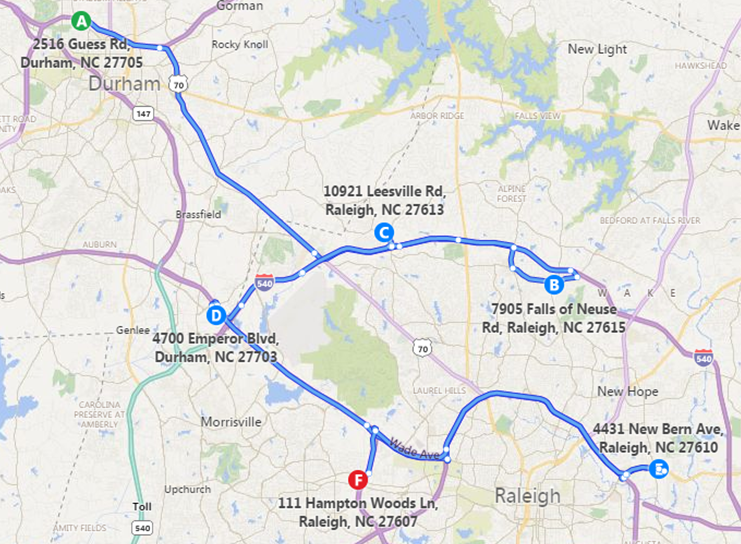 Gorman
A
2516 Guess Rd,
Durham, NC 27705
Rocky Knoll
New Light
Durham
70
HAWKSHEAD
147
ARBOR RIDGE
FALLS VIEW
Wake
OAKS
10921 Leesville Rd,
Raleigh, NC 27613
ALPINE
FOREST
Brassfield
BEDFORD AT FALLS RIVER
C
AUBURN
540
B
WAKE
D
7905 Falls of Neuse
Rd, Raleigh, NC 27615
Genlee
4700 Emperor Blvd,
Durham, NC 27703
70
540
CAROLINA
PRESERVE AT
AMBERLY
LAUREL HILLS
New Hope
Morrisville
4431 New Bern Ave,
Raleigh, NC 27610
Wade Ave
E
F
Upchurch
111 Hampton Woods Ln,
Raleigh, NC 27607
Raleigh
Toll
540
AMITY FIELDS